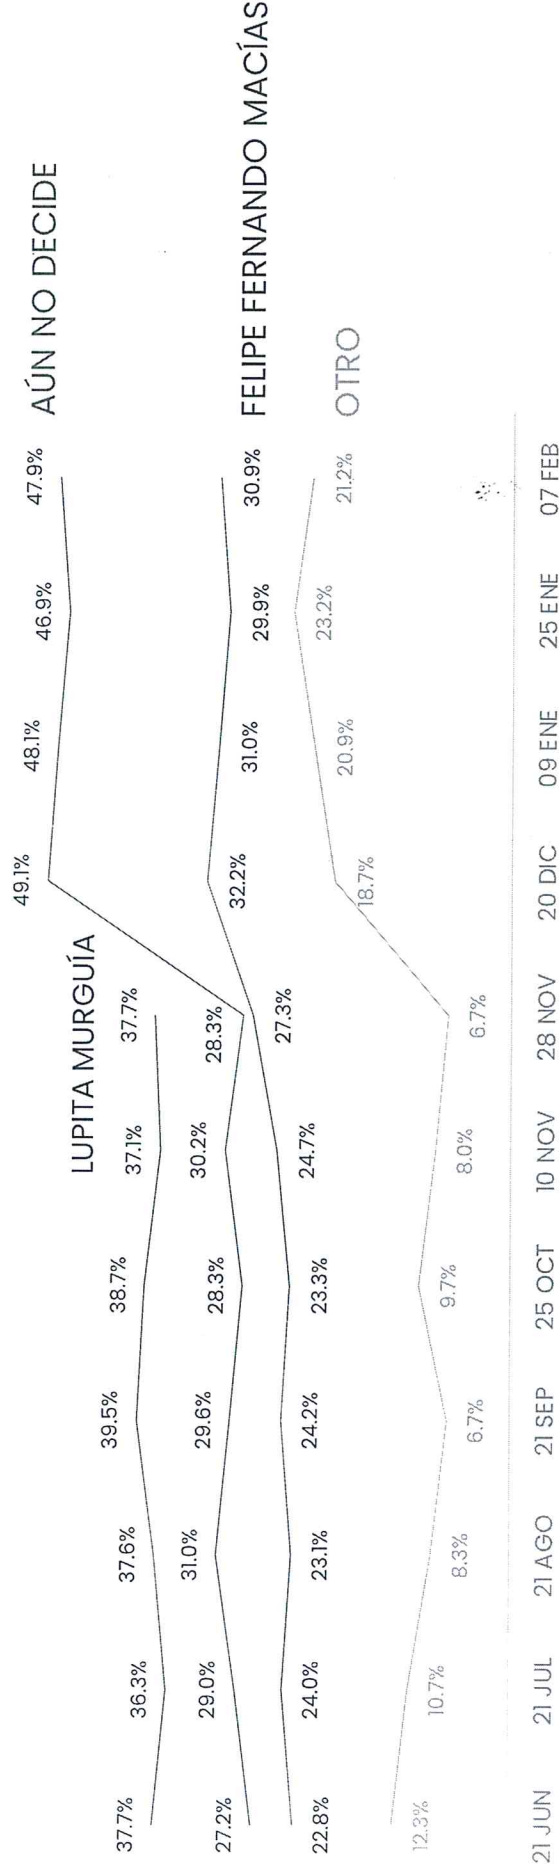 AÚN NO DECIDE
49.1% 48.1% 46.9% 47.9%
LUPITA MURGUÍA
37.7% 36.3% 37.6% 39.5% 38.7% 37.1% 37.7%
27.2% 29.0% 31.0% 29.6% 28.3% 30.2% 28.3%
FELIPE FERNANDO MACÍAS
22.8% 24.0% 23.1% 24.2% 23.3% 24.7% 27.3% 32.2% 31.0% 29.9% 30.9%
OTRO
12.3% 10.7% 8.3% 6.7% 9.7% 8.0% 6.7% 18.7% 20.9% 23.2% 21.2%
21 JUN 21 JUL 21 AGO 21 SEP 25 OCT 10 NOV 28 NOV 20 DIC 09 ENE 25 ENE 07 FEB